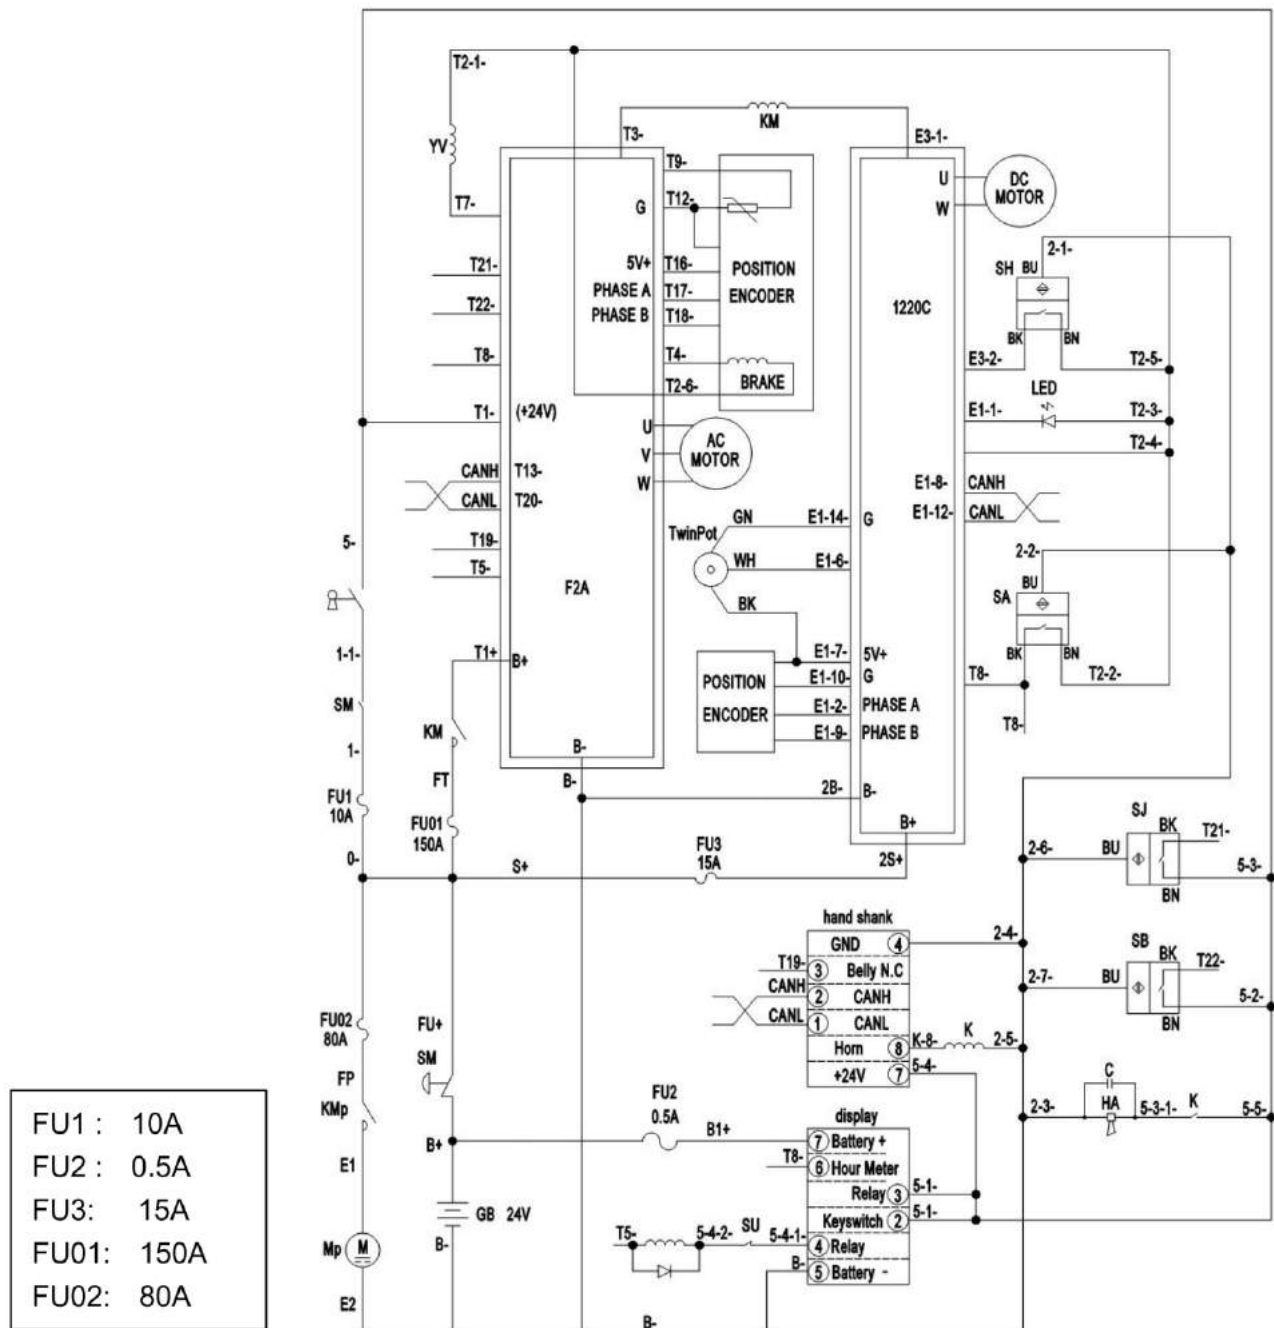 T2-1-
KM
T3-
E3-1-
YV
T9-
U
DC
MOTOR
T7-
G
T12-
W
2-1-
T21-
5V+
T16-
POSITION
SH
BU
PHASE A
T17-
ENCODER
1220C
T22-
PHASE B
T18-
BK
BN
T8-
T4-
E3-2-
T2-5-
BRAKE
T2-6-
LED
T1-
(+24V)
E1-1-
T2-3-
U
AC
MOTOR
T2-4-
V
CANH
T13-
W
E1-8-
CANH
CANL
T20-
E1-12-
CANL
GN
E1-14-
G
TwinPot
5-
T19-
2-2-
WH
E1-6-
T5-
BU
F2A
SA
BK
1-1-
T1+
B+
E1-7-
5V+
BK
BN
POSITION
E1-10-
G
T8-
T2-2-
SM
ENCODER
E1-2-
PHASE A
T8-
KM
E1-9-
PHASE B
1-
B-
FT
B-
2B-
B-
FU1
10A
SJ
BK
FU01
150A
B+
T21-
FU3
15A
2-6-
BU
0-
S+
2S+
5-3-
BN
hand shank
GND
4
2-4-
SB
BK
T19-
3
Belly N.C
T22-
CANH
2
CANH
2-7-
BU
5-2-
FU02
80A
FU+
CANL
1
CANL
BN
Horn
8
K-8-
K
2-5-
SM
+24V
7
5-4-
C
FP
FU2
0.5A
2-3-
HA
5-3-1-
K
5-5-
KMp
display
B+
B1+
7
Battery +
E1
T8-
6
Hour Meter
Relay
3
5-1-
GB 24V
Keyswitch
2
5-1-
Mp
M
B-
T5-
5-4-2-
SU
5-4-1-
4
Relay
B-
5
Battery -
E2
B-
FU1 : 10A
FU2 : 0.5A
FU3: 15A
FU01: 150A
FU02: 80A